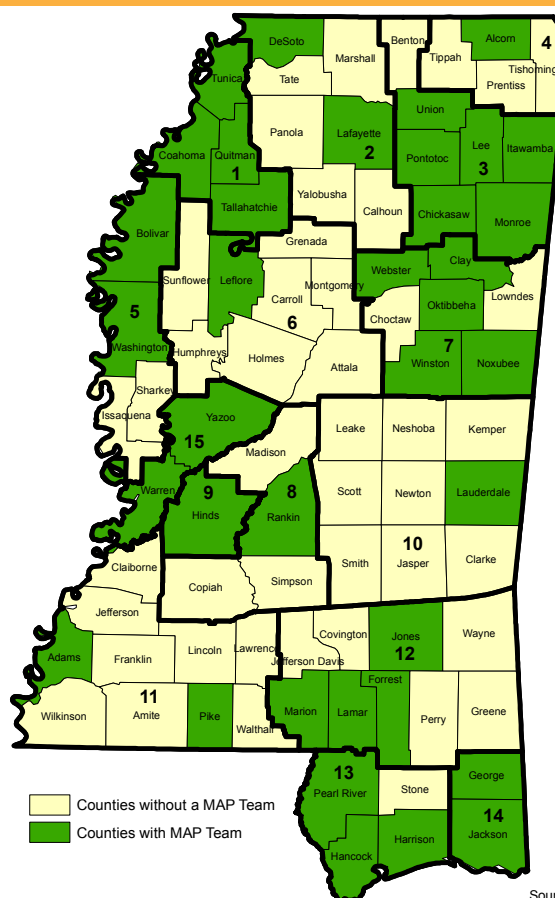 DeSoto
Marshall
Benton
Tippah
Alcorn
4
Tishoming
Prentiss
Tate
Tunica
Union
Panola
Lafayette
2
Coahoma
Quitman
1
Pontotoc
Lee
3
Itawamba
Tallahatchie
Yalobusha
Calhoun
Chickasaw
Monroe
Bolivar
Grenada
Sunflower
Leflore
Webster
Clay
Montgomery
Carroll
6
Oktibbeha
Lowndes
Choctaw
5
Washington
Humphreys
Holmes
Attala
7
Winston
Noxubee
Sharkey
Issaquena
Yazoo
15
Leake
Neshoba
Kemper
Madison
Warren
9
Hinds
8
Rankin
Scott
Newton
Lauderdale
10
Jasper
Smith
Clarke
Claiborne
Copiah
Simpson
Jefferson
Covington
Jones
12
Wayne
Adams
Franklin
Lincoln
Lawrence
Jefferson Davis
Forrest
11
Amite
Wilkinson
Pike
Walthall
Marion
Lamar
Perry
Greene
13
Pearl River
Stone
George
14
Jackson
Hancock
Harrison
Counties without a MAP Team
Counties with MAP Team
Sour